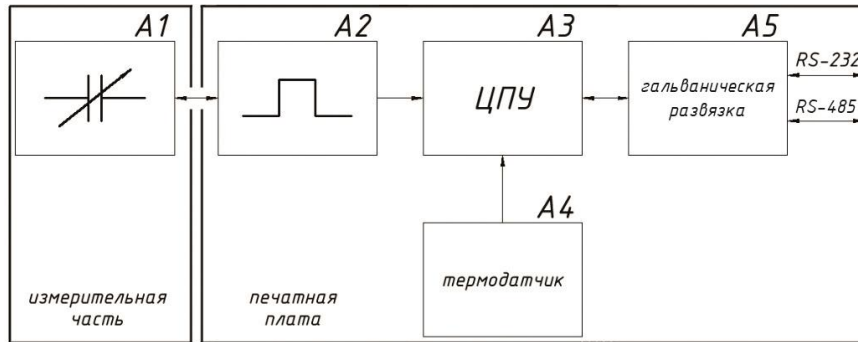 A1
A2
A3
A5
ЦПУ
гальваническая
развязка
RS-232
RS-485
A4
термодатчик
измерительная
часть
печатная
плата